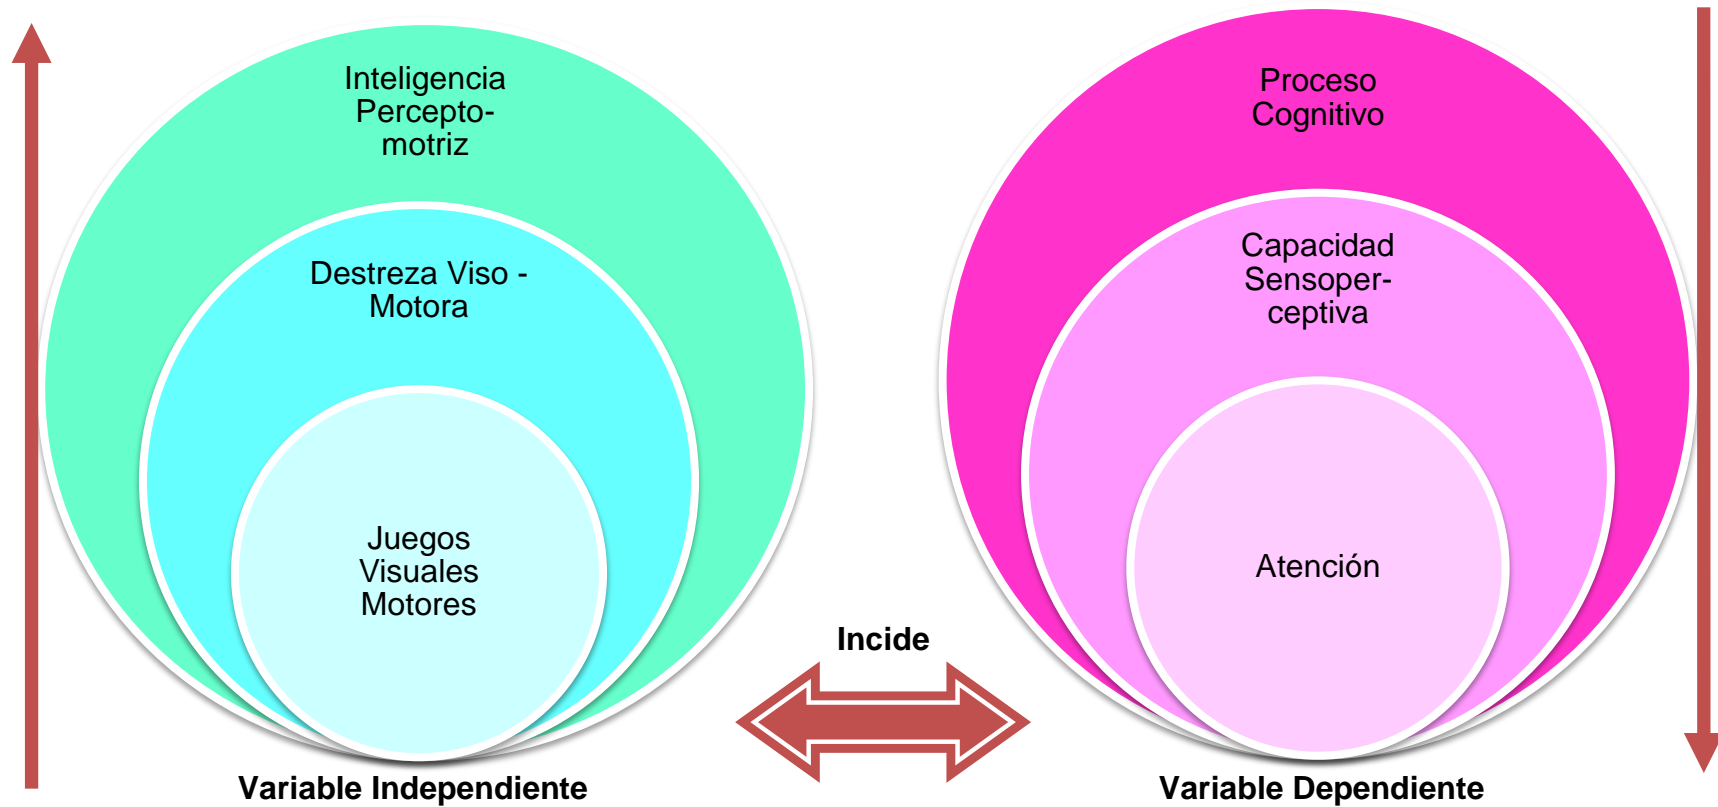 Inteligencia
Percepto-
motriz
Destreza Viso -
Motora
Juegos
Visuales
Motores
Variable Independiente
Incide
Proceso
Cognitivo
Capacidad
Sensoper-
ceptiva
Atención
Variable Dependiente